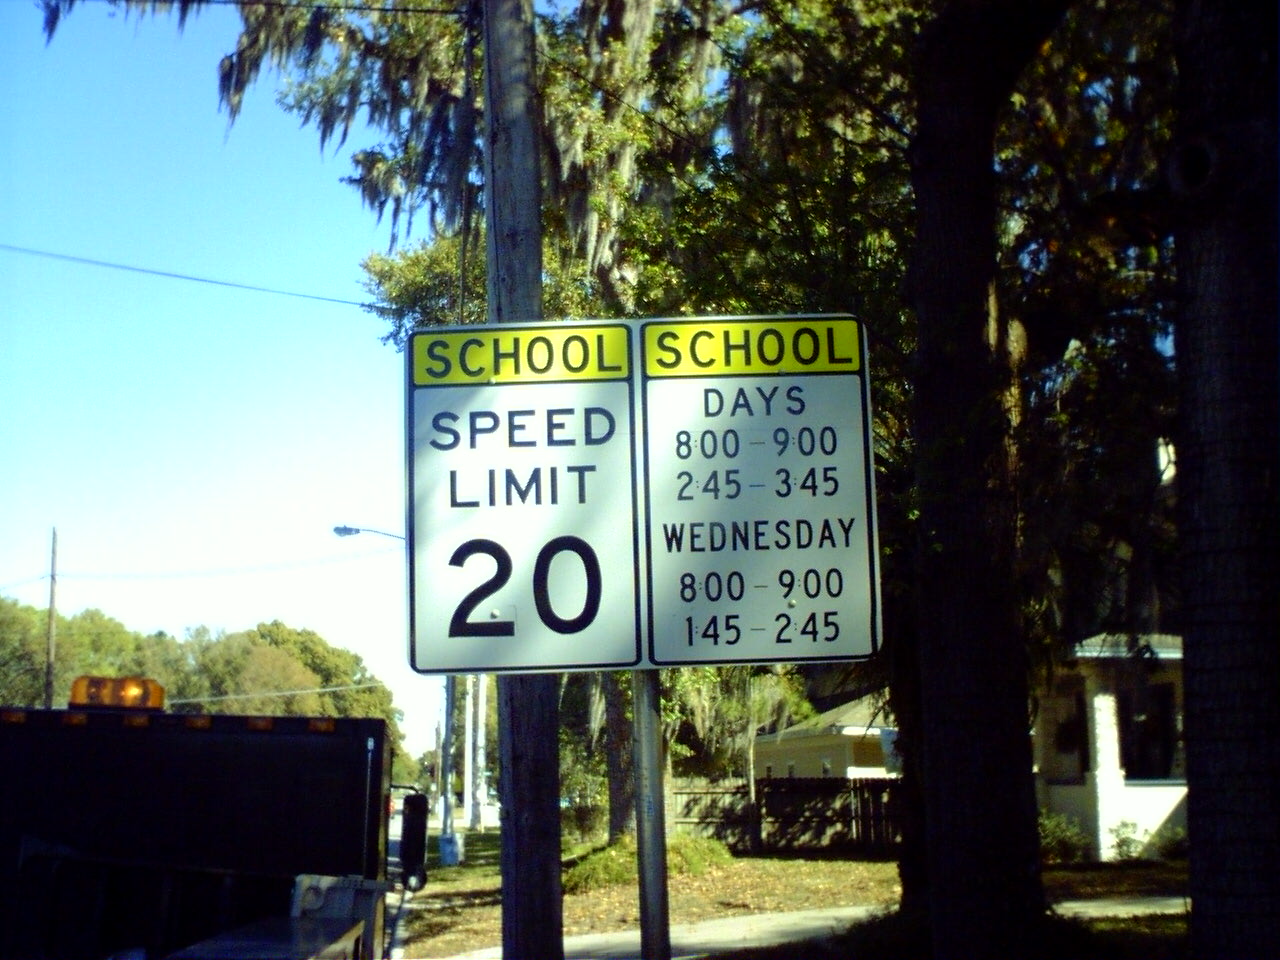 SCHOOL
SPEED
LIMIT
20
SCHOOL
DAYS
8:00 - 9:00
2:45 - 3:45
WEDNESDAY
8:00 - 9:00
1:45 - 2:45